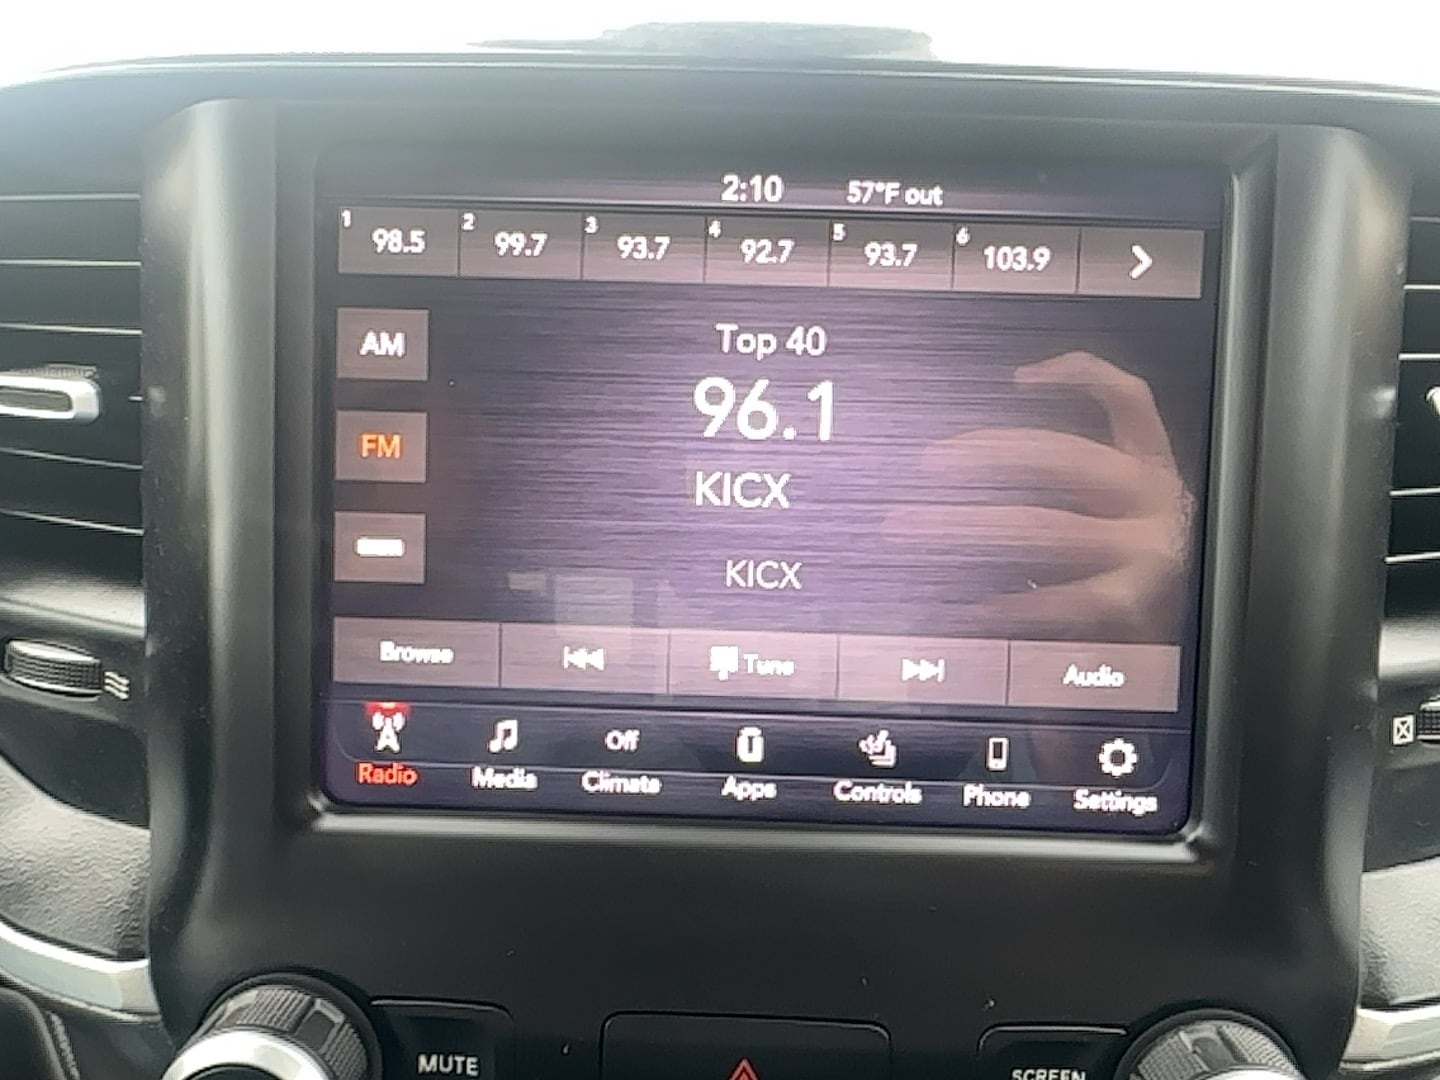 2:10 57°F out
1 98.5 2 99.7 3 93.7 4 92.7 5 93.7 6 103.9
AM
Top 40
96.1
FM
KICX
KICX
Browse Tune Audio
Off
Radio Media Climate Apps Controls Phone Settings
MUTE SCREEN